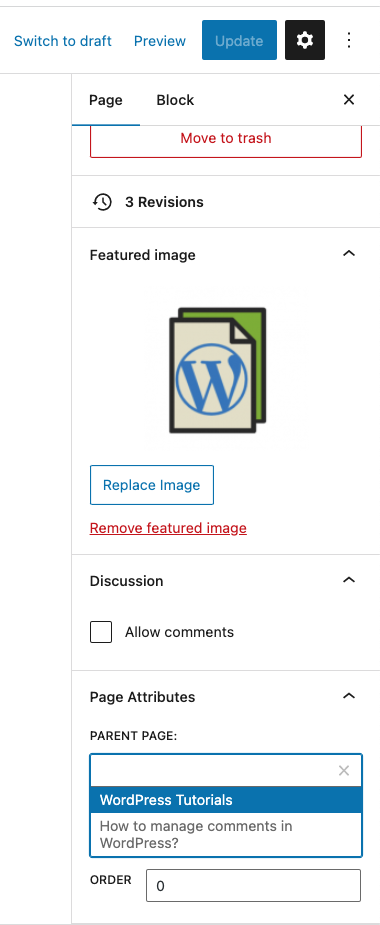 Switch to draft Preview Update
Page Block
Move to trash
3 Revisions
Featured image
W
Replace Image
Remove featured image
Discussion
Allow comments
Page Attributes
PARENT PAGE:
WordPress Tutorials
How to manage comments in
WordPress?
ORDER 0